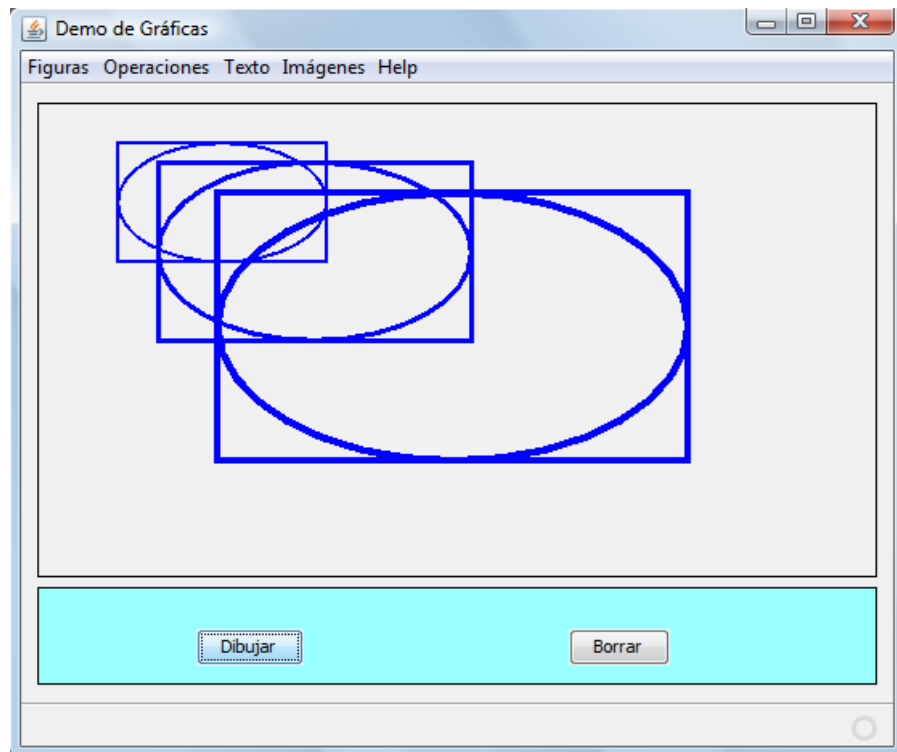 Demo de Gráficas
Figuras Operaciones Texto Imágenes Help
Dibujar Borrar